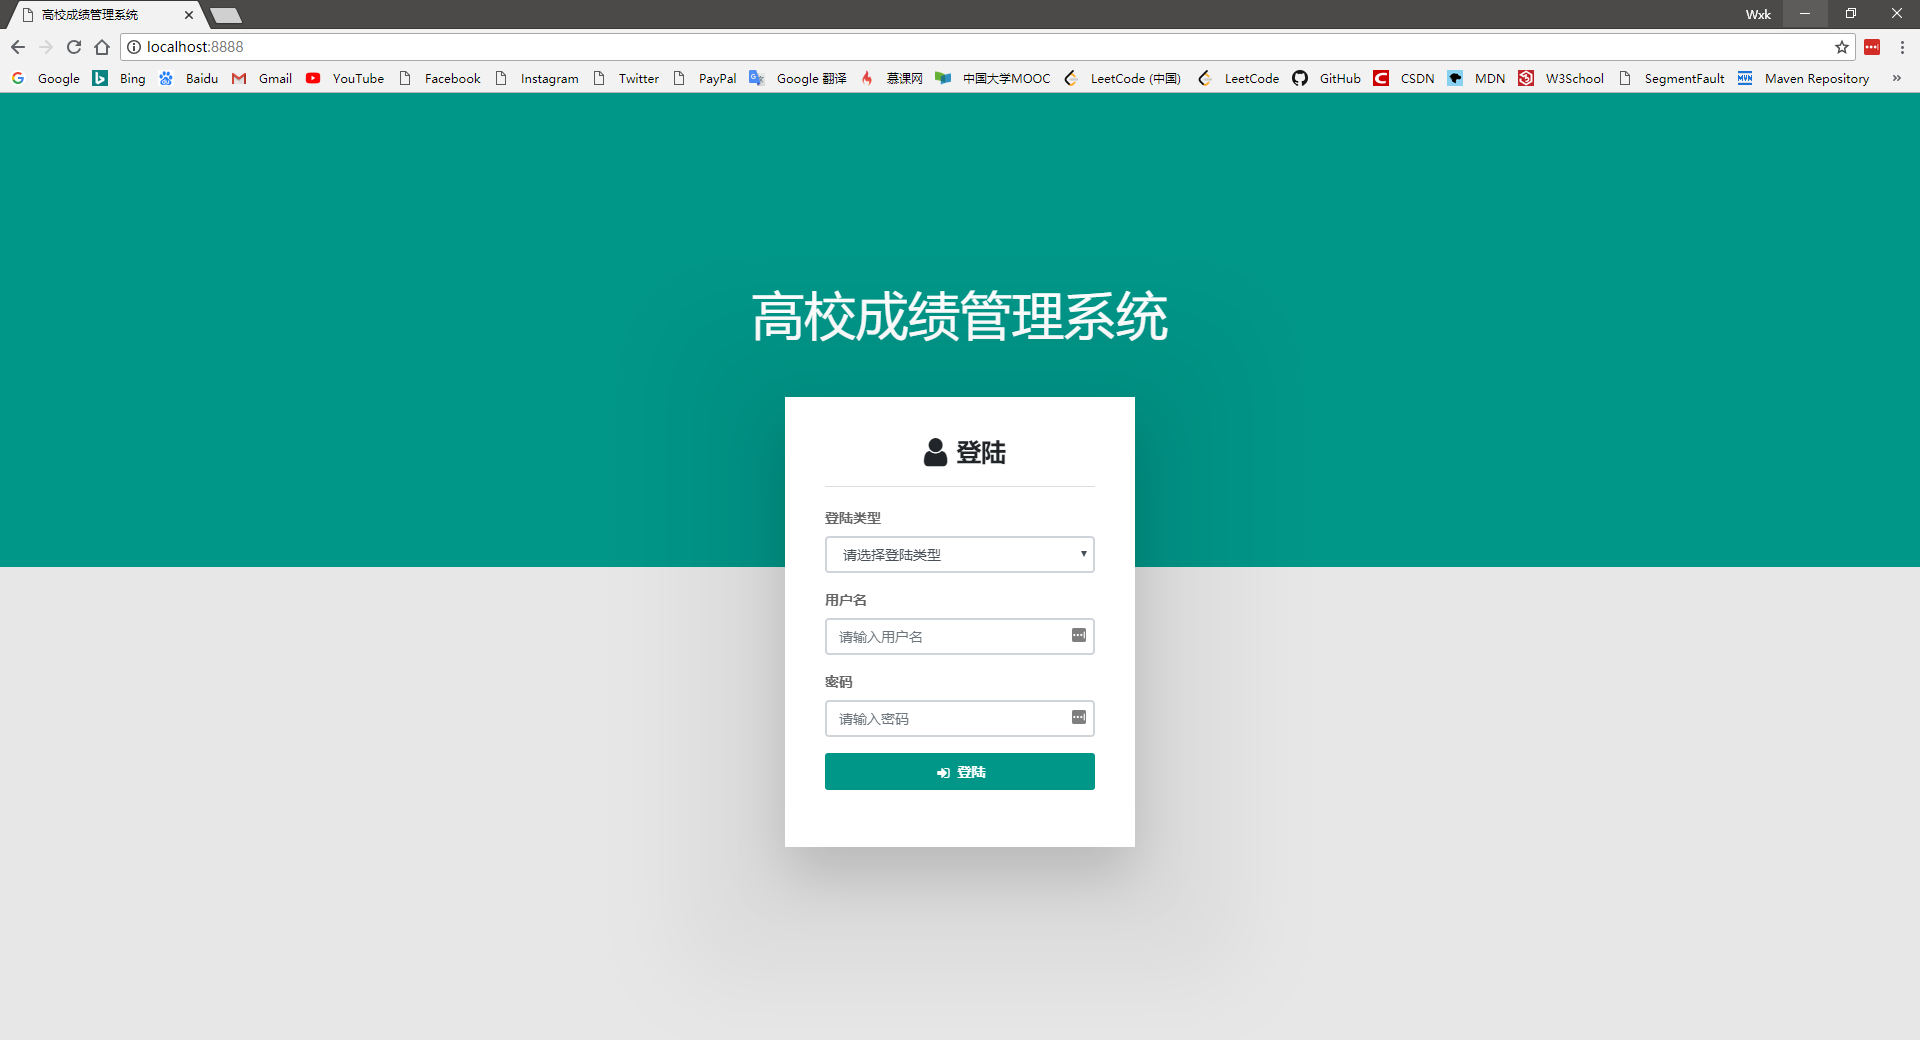 高校成绩管理系统
Wxk
localhost:8888
Google Bing Baidu Gmail YouTube Facebook Instagram Twitter PayPal Google 翻译 慕课网 中国大学MOOC LeetCode (中国) LeetCode GitHub CSDN MDN W3School SegmentFault Maven Repository »
高校成绩管理系统
登陆
登陆类型
请选择登陆类型
用户名
请输入用户名
密码
请输入密码
登陆